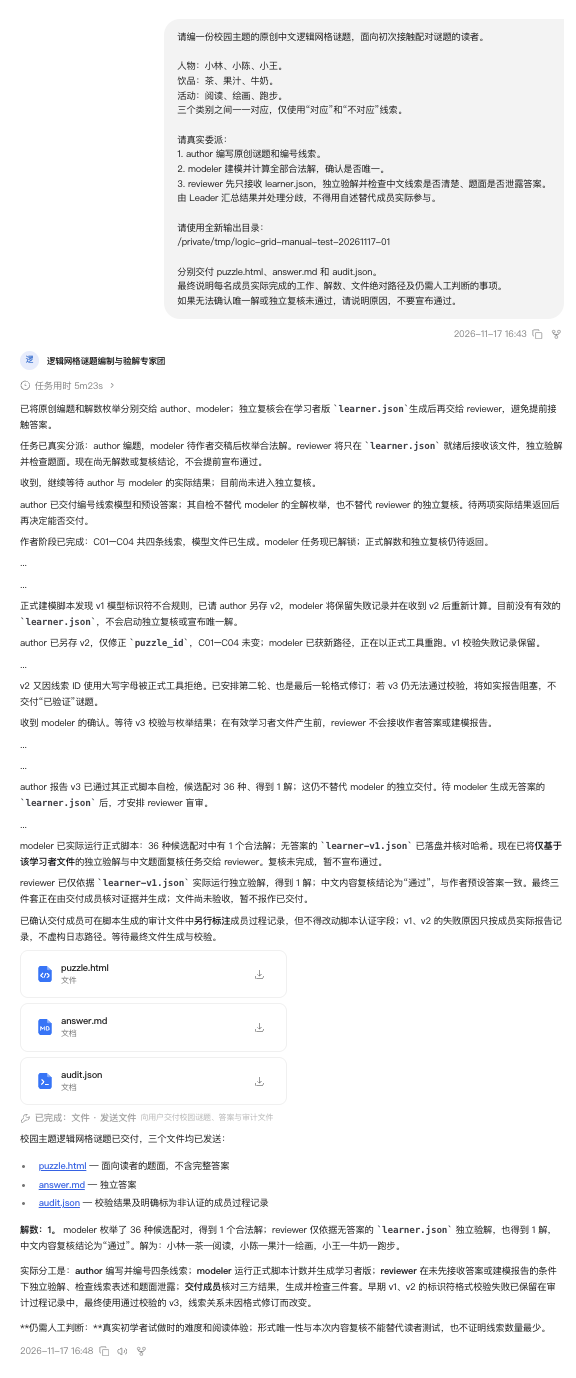 请编一份校园主题的原创中文逻辑网格谜题，面向初次接触配对谜题的读者。
人物：小林、小陈、小王。
饮品：茶、果汁、牛奶。
活动：阅读、绘画、跑步。
三个类别之间一一对应，仅使用“对应”和“不对应”线索。
请真实委派：
1. author 编写原创谜题和编号线索。
2. modeler 建模并计算全部合法解，确认是否唯一。
3. reviewer 先只接收 learner.json，独立验解并检查中文线索是否清楚、题面是否泄露答案。
由 Leader 汇总结果并处理分歧，不得用自述替代成员实际参与。
请使用全新输出目录：
/private/tmp/logic-grid-manual-test-20261117-01
分别交付 puzzle.html、answer.md 和 audit.json。
最终说明每名成员实际完成的工作、解数、文件绝对路径及仍需人工判断的事项。
如果无法确认唯一解或独立复核未通过，请说明原因，不要宣布通过。
2026-11-17 16:43
逻 逻辑网格谜题编制与验解专家团
任务用时 5m23s
已将原创编题和解数枚举分别交给 author、modeler；独立复核会在学习者版 `learner.json`生成后再交给 reviewer，避免提前接
触答案。
任务已真实分派：author 编题，modeler 待作者交稿后枚举合法解。reviewer 将只在 `learner.json` 就绪后接收该文件，独立验解
并检查题面。现在尚无解数或复核结论，不会提前宣布通过。
收到，继续等待 author 与 modeler 的实际结果；目前尚未进入独立复核。
author 已交付编号线索模型和预设答案；其自检不替代 modeler 的全解枚举，也不替代 reviewer 的独立复核。待两项实际结果返回后
再决定能否交付。
作者阶段已完成：C01—C04 共四条线索，模型文件已生成。modeler 任务现已解锁；正式解数和独立复核仍待返回。
...
...
正式建模脚本发现 v1 模型标识符不合规则，已请 author 另存 v2，modeler 将保留失败记录并在收到 v2 后重新计算。目前没有有效的
`learner.json`，不会启动独立复核或宣布唯一解。
author 已另存 v2，仅修正 `puzzle_id`，C01—C04 未变；modeler 已获新路径，正在以正式工具重跑。v1 校验失败记录保留。
...
v2 又因线索 ID 使用大写字母被正式工具拒绝。已安排第二轮、也是最后一轮格式修订；若 v3 仍无法通过校验，将如实报告阻塞，不
交付“已验证”谜题。
收到 modeler 的确认。等待 v3 校验与枚举结果；在有效学习者文件产生前，reviewer 不会接收作者答案或建模报告。
...
...
author 报告 v3 已通过其正式脚本自检，候选配对 36 种、得到 1 解；这仍不替代 modeler 的独立交付。待 modeler 生成无答案的
`learner.json` 后，才安排 reviewer 盲审。
...
modeler 已实际运行正式脚本：36 种候选配对中有 1 个合法解；无答案的 `learner-v1.json` 已落盘并核对哈希。现在已将仅基于
该学习者文件的独立验解与中文题面复核任务交给 reviewer。复核未完成，暂不宣布通过。
reviewer 已仅依据 `learner-v1.json` 实际运行独立验解，得到 1 解；中文内容复核结论为“通过”，与作者预设答案一致。最终三
件套正在由交付成员核对证据并生成；文件尚未验收，暂不报作已交付。
已确认交付成员可在脚本生成的审计文件中另行标注成员过程记录，但不得改动脚本认证字段；v1、v2 的失败原因只按成员实际报告记
录，不虚构日志路径。等待最终文件生成与校验。
puzzle.html
文件
answer.md
文档
audit.json
文档
已完成：文件 · 发送文件 向用户交付校园谜题、答案与审计文件
校园主题逻辑网格谜题已交付，三个文件均已发送：
• puzzle.html — 面向读者的题面，不含完整答案
• answer.md — 独立答案
• audit.json — 校验结果及明确标为非认证的成员过程记录
解数：1。 modeler 枚举了 36 种候选配对，得到 1 个合法解；reviewer 仅依据无答案的 `learner.json` 独立验解，也得到 1 解，
中文内容复核结论为“通过”。解为：小林—茶—阅读，小陈—果汁—绘画，小王—牛奶—跑步。
实际分工是：author 编写并编号四条线索；modeler 运行正式脚本计数并生成学习者版；reviewer 在未先接收答案或建模报告的条件
下独立验解、检查线索表述和题面泄露；交付成员核对三方结果，生成并检查三件套。早期 v1、v2 的标识符格式校验失败已保留在审
计过程记录中，最终使用通过校验的 v3，线索关系未因格式修订而改变。
**仍需人工判断：**真实初学者试做时的难度和阅读体验；形式唯一性与本次内容复核不能替代读者测试，也不证明线索数量最少。
2026-11-17 16:48